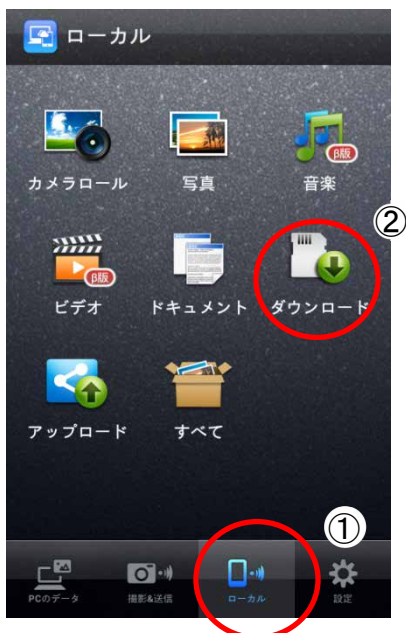 ローカル
カメラロール
写真
β版
音楽
②
β版
ビデオ
ドキュメント
ダウンロード
アップロード
すべて
①
PCのデータ
撮影&送信
ローカル
設定